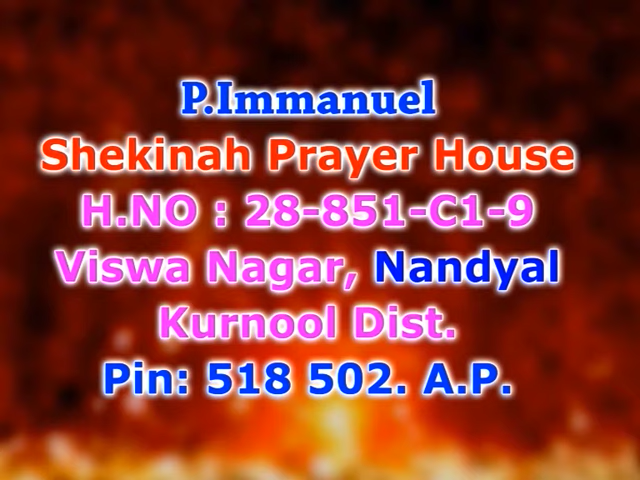 P.Immanuel
Shekinah Prayer House
H.NO : 28-851-C1-9
Viswa Nagar, Nandyal
Kurnool Dist.
Pin: 518 502. A.P.